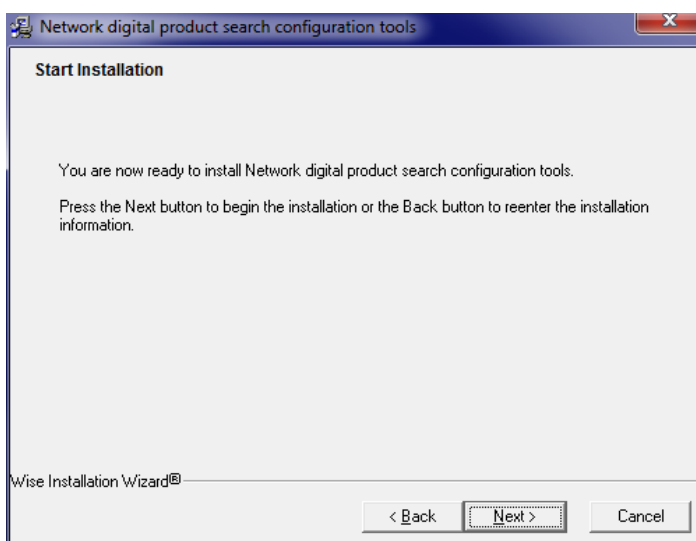 Network digital product search configuration tools
Start Installation
You are now ready to install Network digital product search configuration tools.
Press the Next button to begin the installation or the Back button to reenter the installation
information.
Wise Installation Wizard®
< Back
Next >
Cancel